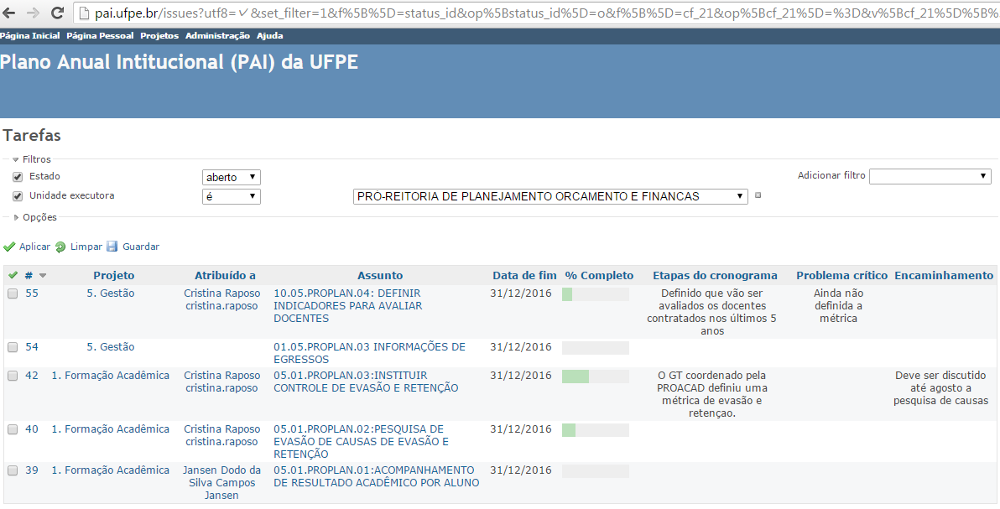 pai.ufpe.br/issues?utf8=✓&set_filter=1&f%5B%5D=status_id&op%5Bstatus_id%5D=o&f%5B%5D=cf_21&op%5Bcf_21%5D=%3D&v%5Bcf_21%5D%5B%
Página Inicial Página Pessoal Projetos Administração Ajuda
Plano Anual Intitucional (PAI) da UFPE
Tarefas
Filtros
Estado aberto Adicionar filtro
Unidade executora é PRÓ-REITORIA DE PLANEJAMENTO ORCAMENTO E FINANCAS
Opções
Aplicar Limpar Guardar
# Projeto Atribuído a Assunto Data de fim % Completo Etapas do cronograma Problema crítico Encaminhamento
55 5. Gestão Cristina Raposo 10.05.PROPLAN.04: DEFINIR 31/12/2016 Definido que vão ser Ainda não
cristina.raposo INDICADORES PARA AVALIAR avaliados os docentes definida a
DOCENTES contratados nos últimos 5 métrica
anos
54 5. Gestão 01.05.PROPLAN.03 INFORMAÇÕES DE 31/12/2016
EGRESSOS
42 1. Formação Acadêmica Cristina Raposo 05.01.PROPLAN.03:INSTITUIR 31/12/2016 O GT coordenado pela Deve ser discutido
cristina.raposo CONTROLE DE EVASÃO E RETENÇÃO PROACAD definiu uma até agosto a
métrica de evasão e pesquisa de causas
retençao.
40 1. Formação Acadêmica Cristina Raposo 05.01.PROPLAN.02:PESQUISA DE 31/12/2016
cristina.raposo EVASÃO DE CAUSAS DE EVASÃO E
RETENÇÃO
39 1. Formação Acadêmica Jansen Dodo da 05.01.PROPLAN.01:ACOMPANHAMENTO 31/12/2016
Silva Campos DE RESULTADO ACADÊMICO POR ALUNO
Jansen